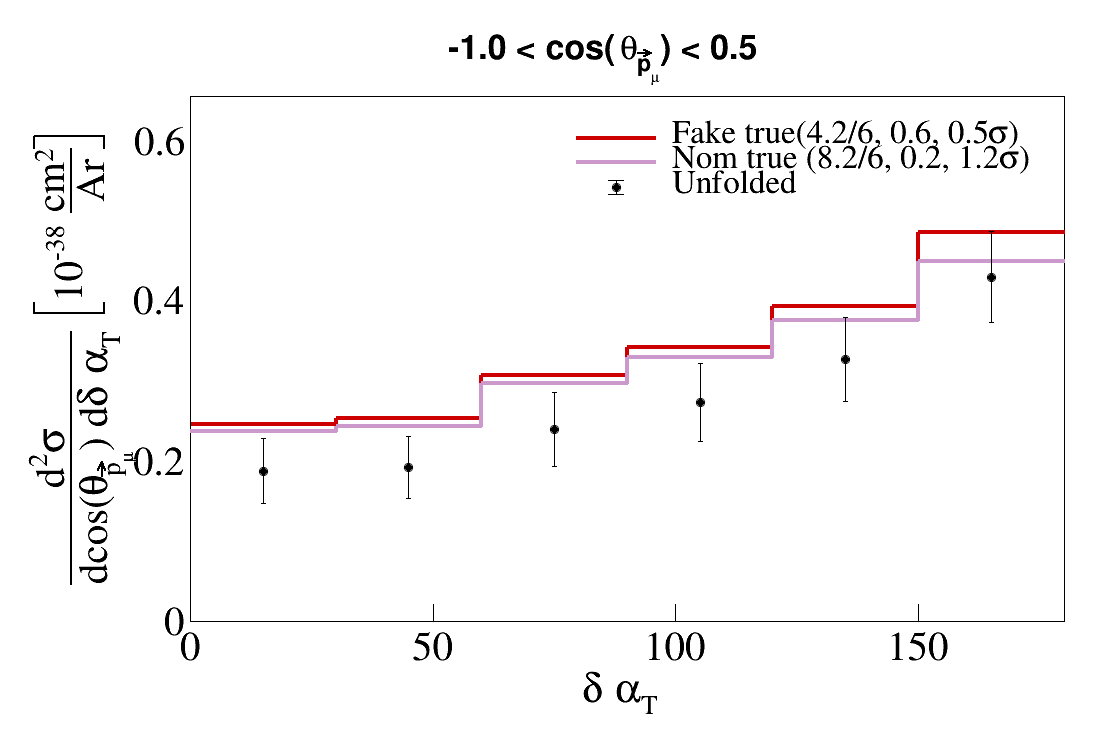 -1.0 < cos(θ p⃗ μ) < 0.5
d²σ
dcos(θ p⃗ μ) dδ αT
[10⁻³⁸ cm²/Ar]
0.6
0.4
0.2
0
Fake true(4.2/6, 0.6, 0.5σ)
Nom true (8.2/6, 0.2, 1.2σ)
Unfolded
0 50 100 150
δ αT